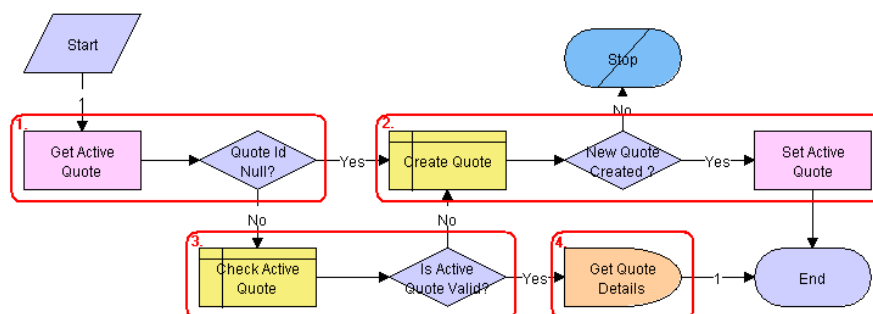 Start
Stop
1
No
1.
2.
Get Active
Quote
Quote Id
Null?
Yes
Create Quote
New Quote
Created ?
Yes
Set Active
Quote
No
No
3.
4.
Check Active
Quote
Is Active
Quote Valid?
Yes
Get Quote
Details
1
End